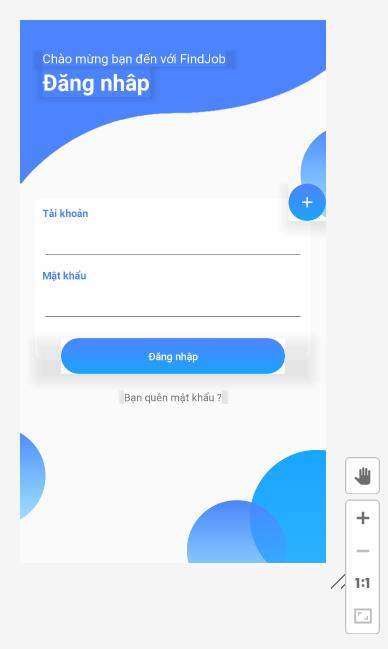 Chào mừng bạn đến với FindJob
Đăng nhâp
+
Tài khoản
Mật khẩu
Đăng nhập
Bạn quên mật khẩu ?
+
−
1:1